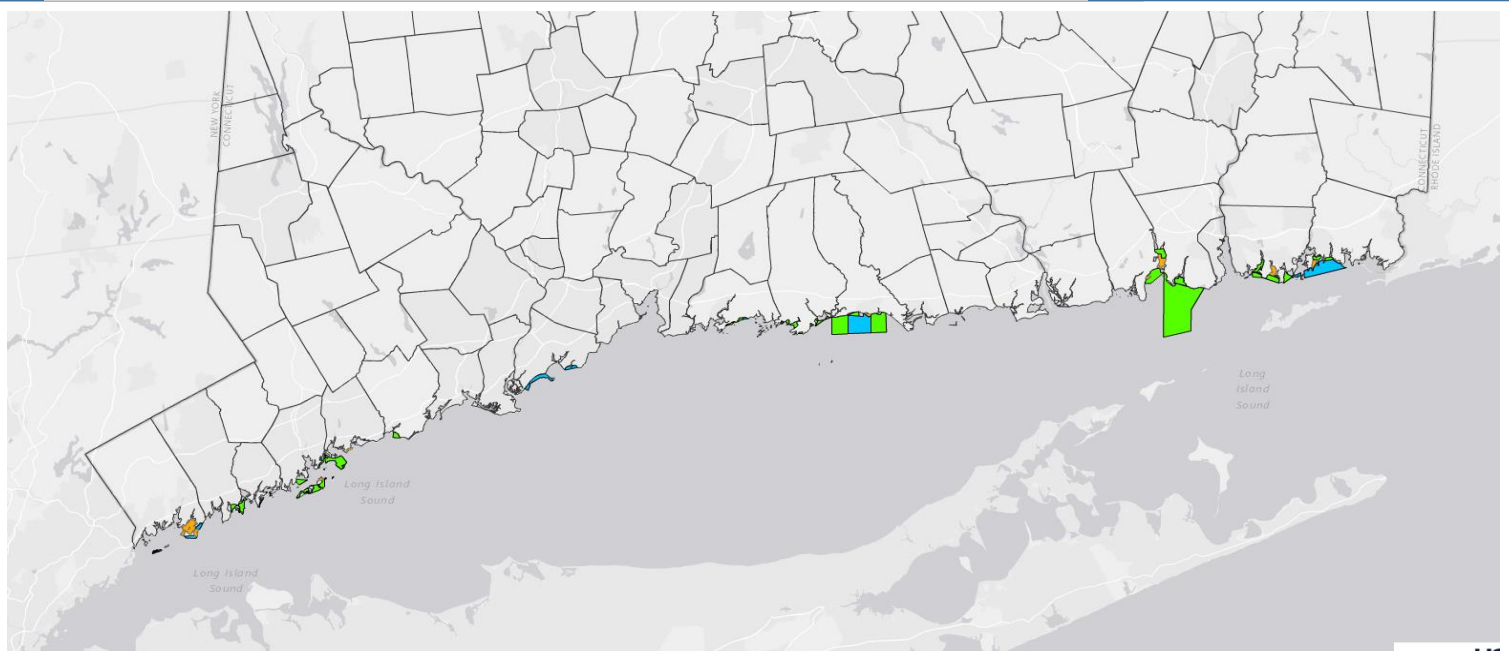 NEW YORK
CONNECTICUT
CONNECTICUT
RHODE ISLAND
Long
Island
Sound
Long Island
Sound
Long Island
Sound